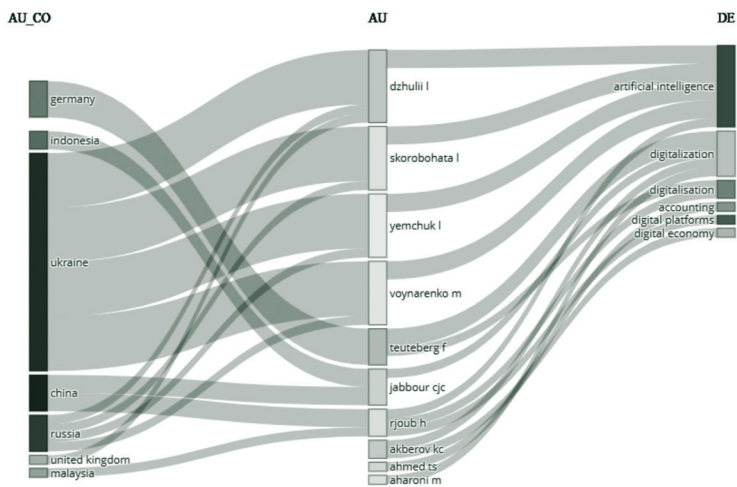 AU_CO AU DE
germany
indonesia
ukraine
china
russia
united kingdom
malaysia
dzhulii l
skorobohata l
yemchuk l
voynarenko m
teuteberg f
jabbour cjc
rjoub h
akberov kc
ahmed ts
aharoni m
artificial intelligence
digitalization
digitalisation
accounting
digital platforms
digital economy